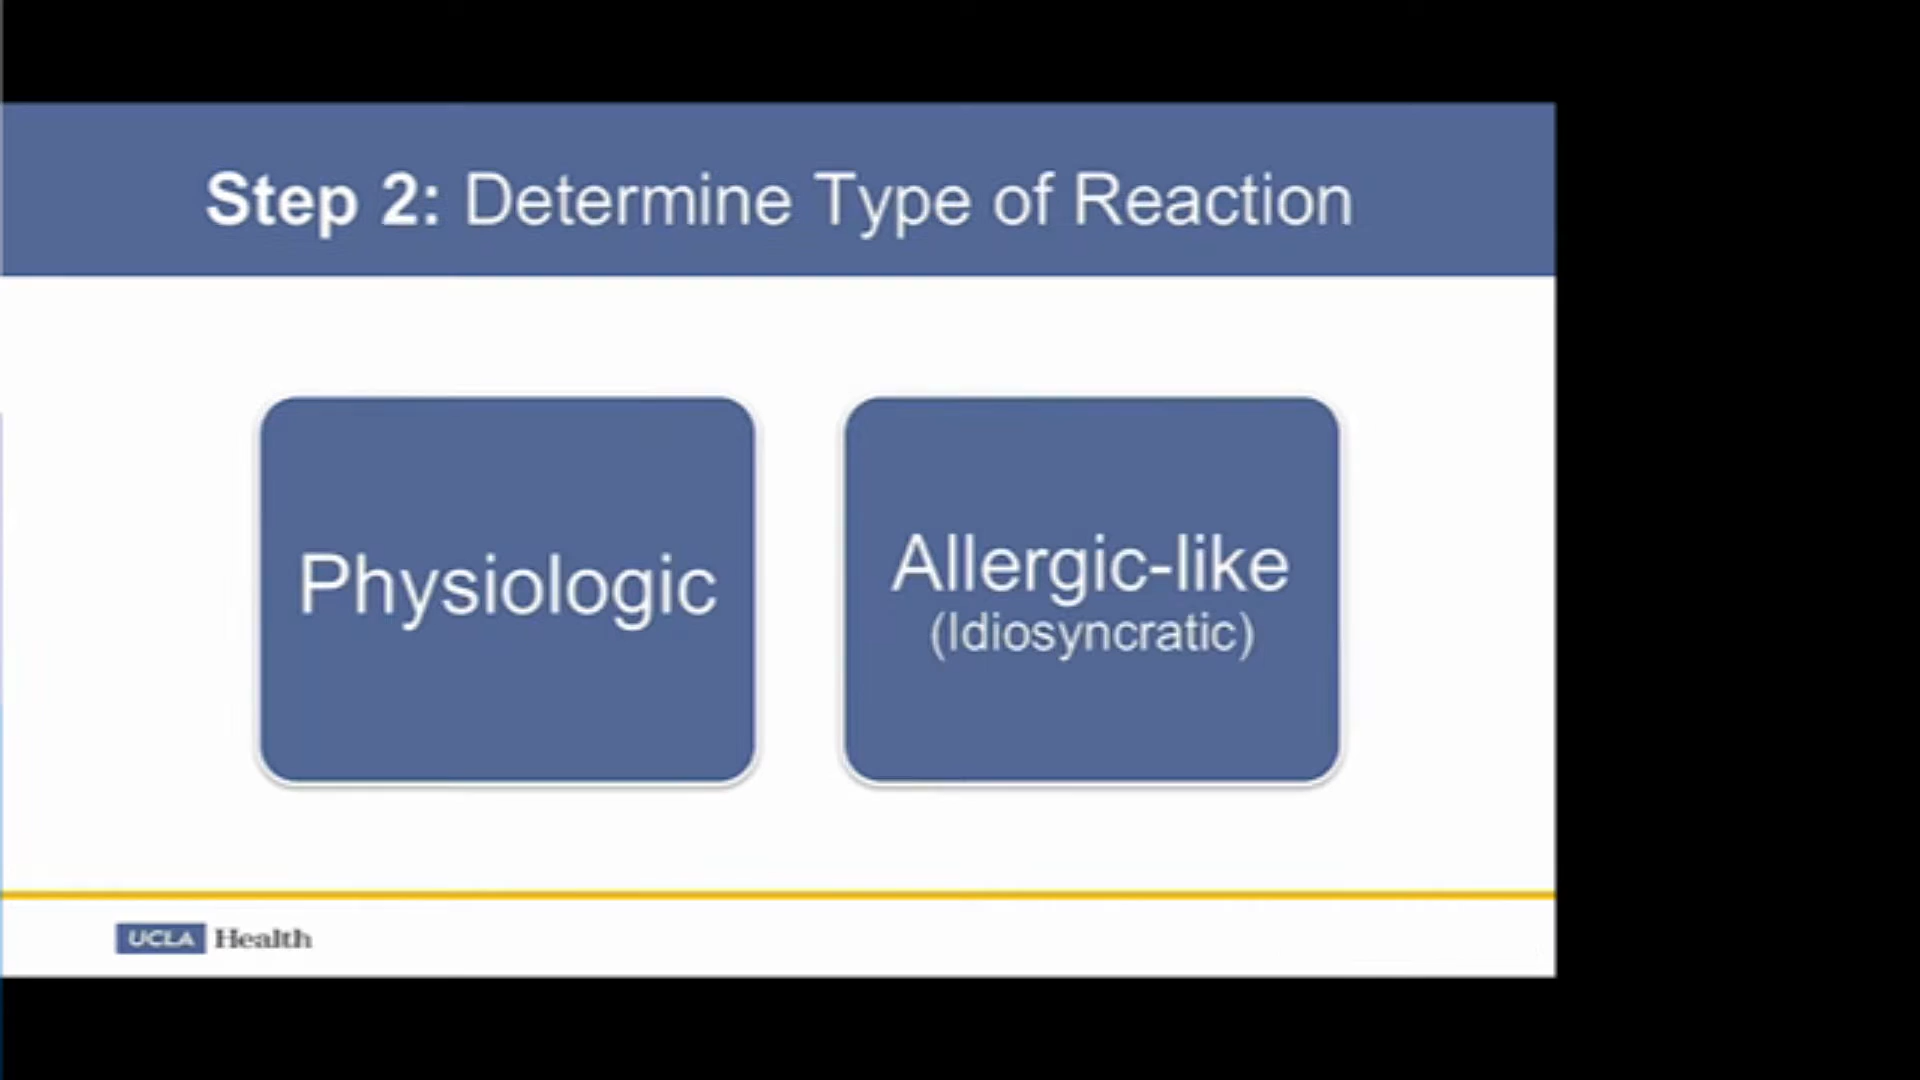 Step 2: Determine Type of Reaction
Physiologic
Allergic-like
(Idiosyncratic)
UCLA Health